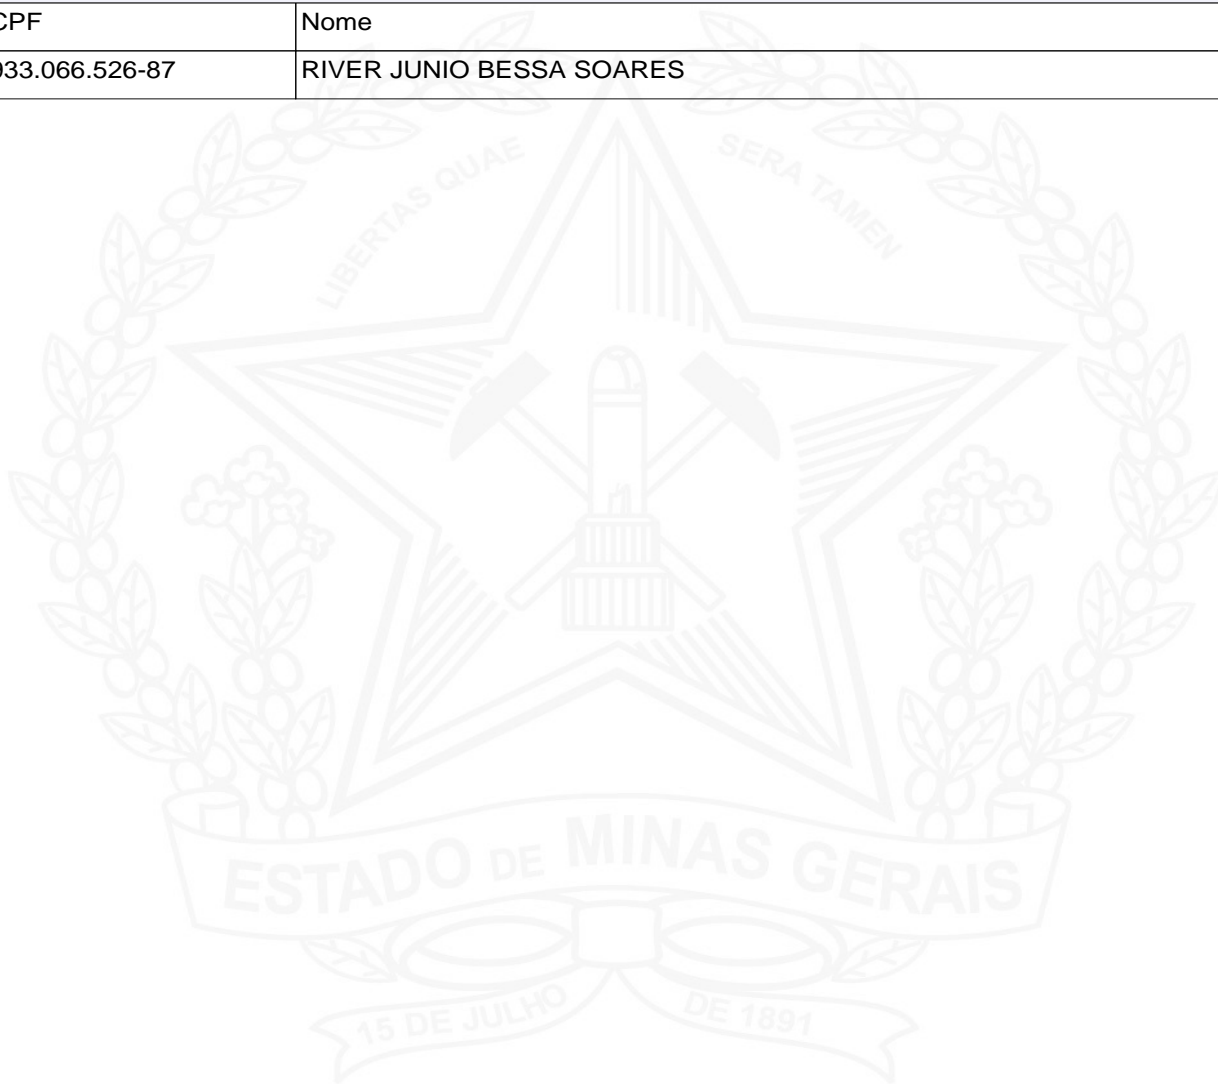 CPF Nome
933.066.526-87 RIVER JUNIO BESSA SOARES
LIBERTAS QUAE SERA TAMEN
ESTADO DE MINAS GERAIS
15 DE JULHO DE 1891